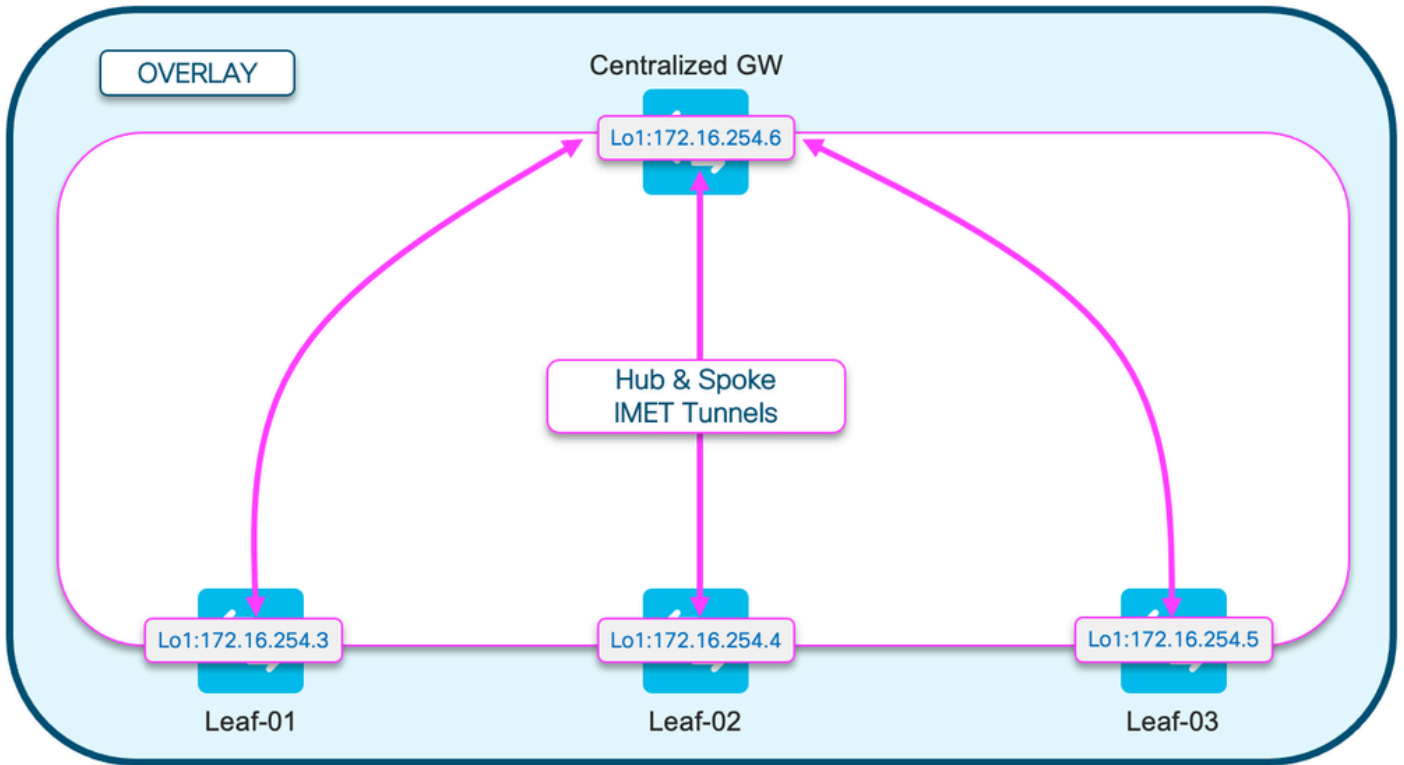 OVERLAY
Centralized GW
Lo1:172.16.254.6
Hub & Spoke
IMET Tunnels
Lo1:172.16.254.3
Lo1:172.16.254.4
Lo1:172.16.254.5
Leaf-01
Leaf-02
Leaf-03